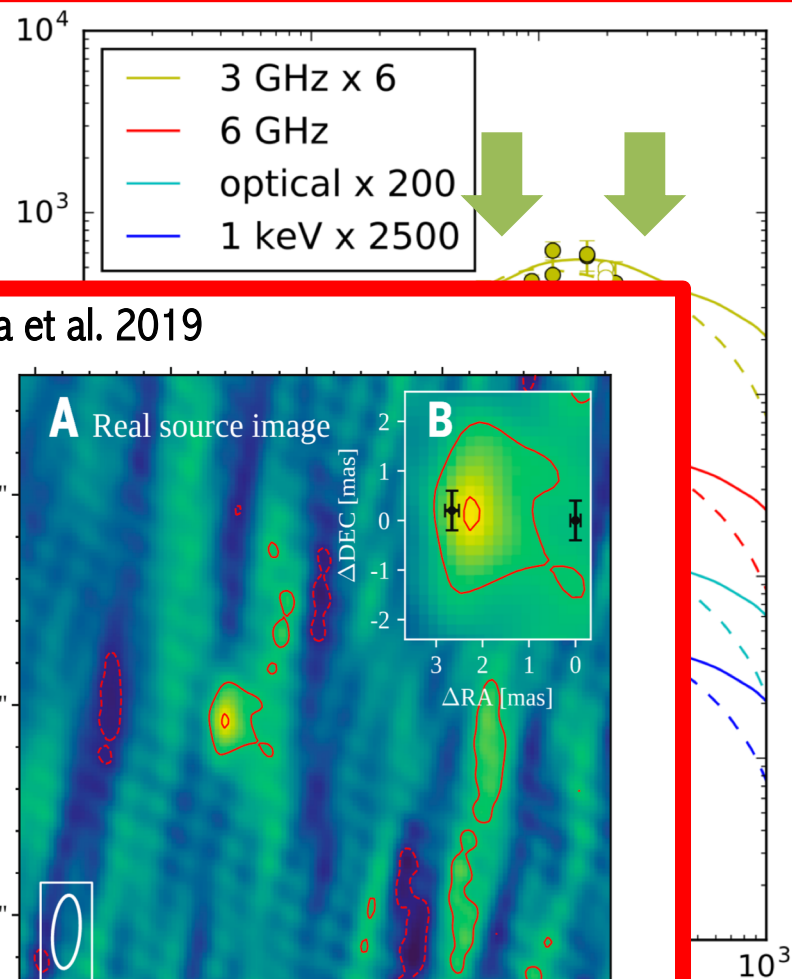 10⁴
3 GHz x 6
6 GHz
optical x 200
1 keV x 2500
10³
a et al. 2019
A Real source image
B
ΔDEC [mas]
2
1
0
-1
-2
3 2 1 0
ΔRA [mas]
"
"
"
10³